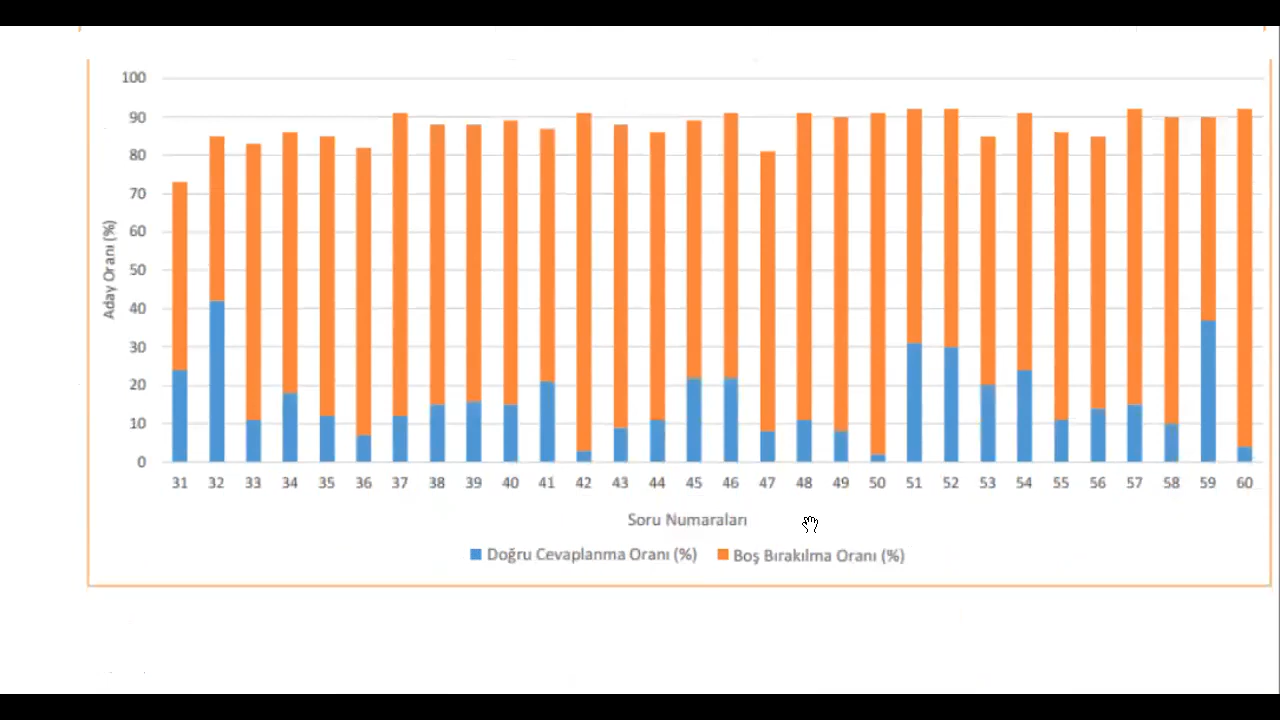 100
90
80
70
60
50
40
30
20
10
0
Aday Oranı (%)
31 32 33 34 35 36 37 38 39 40 41 42 43 44 45 46 47 48 49 50 51 52 53 54 55 56 57 58 59 60
Soru Numaraları
Doğru Cevaplanma Oranı (%) Boş Bırakılma Oranı (%)